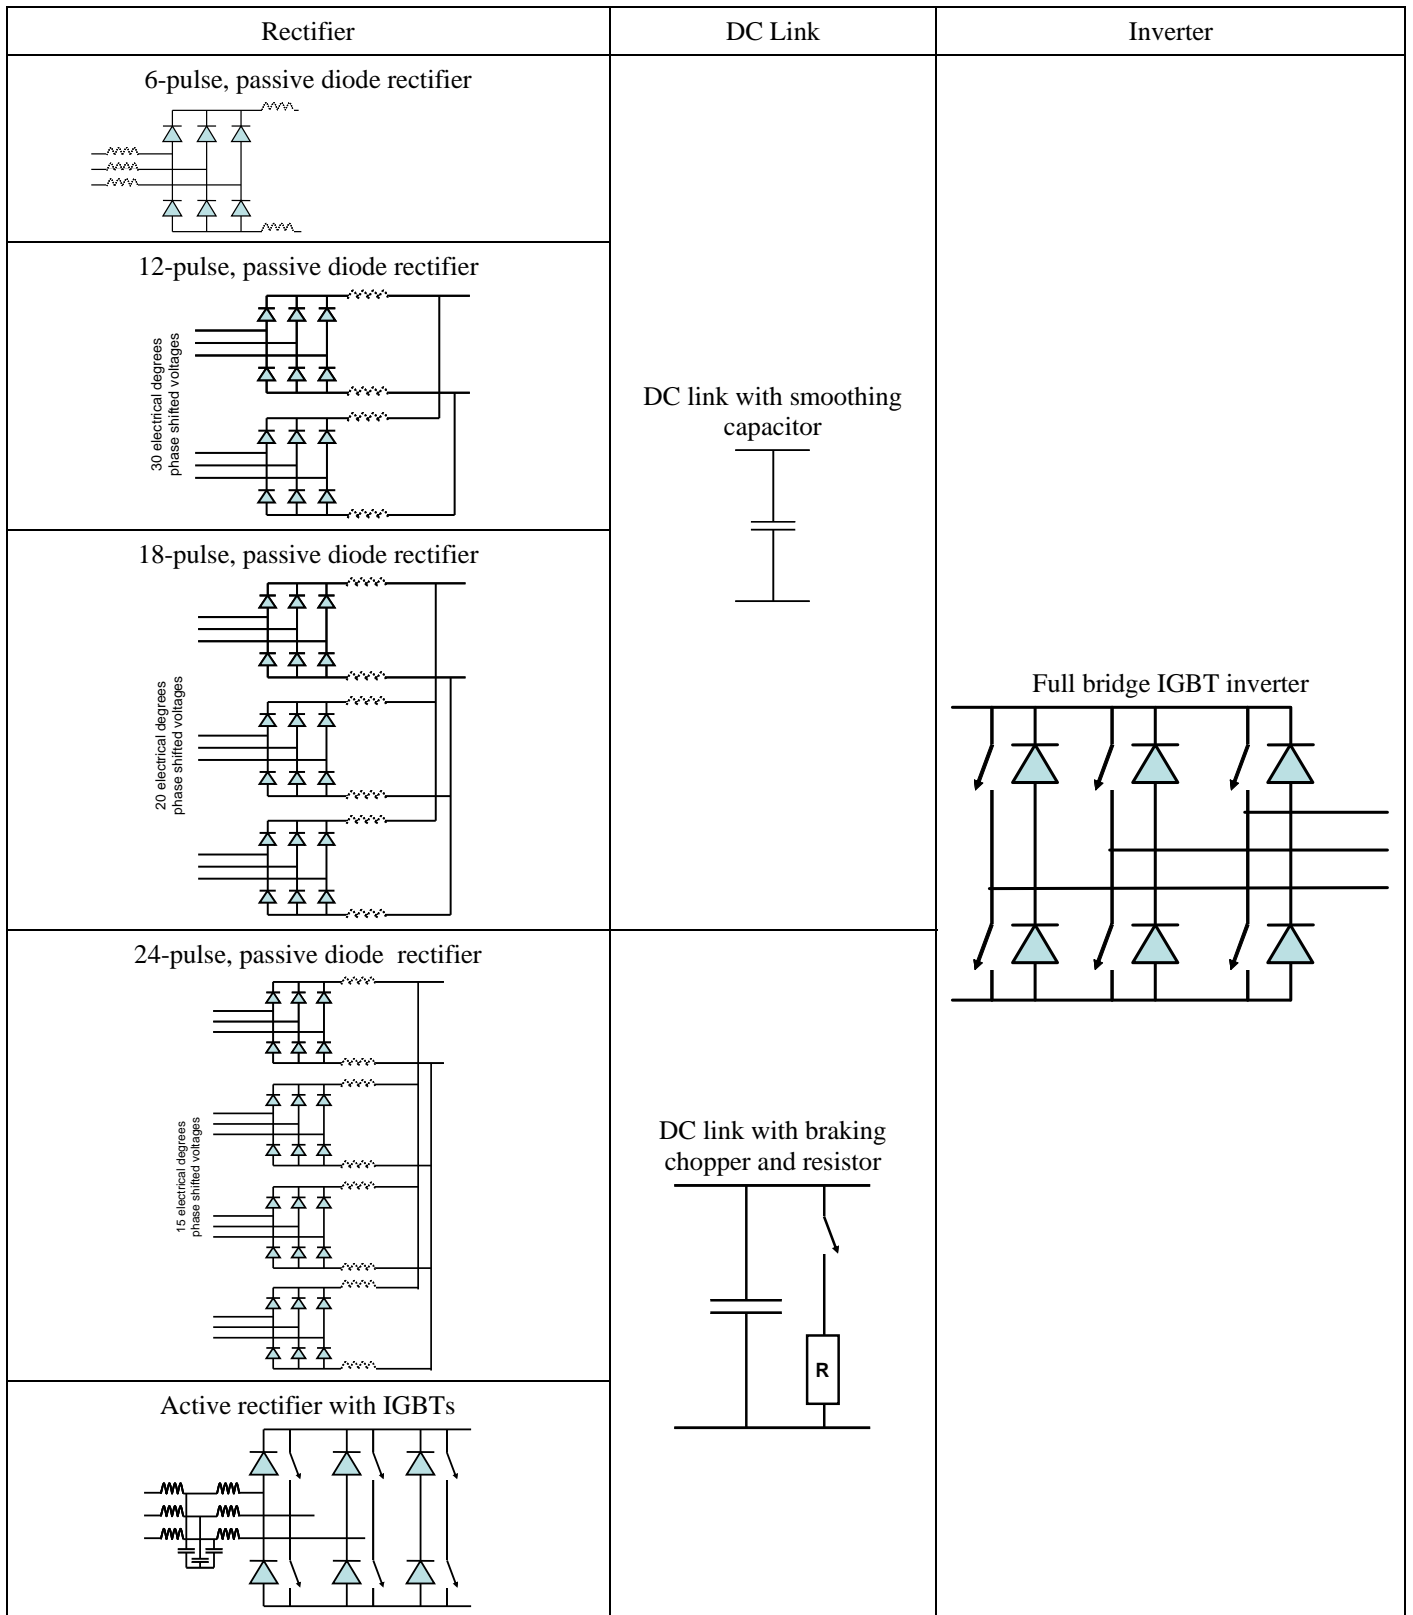 Rectifier
DC Link
Inverter
6-pulse, passive diode rectifier
12-pulse, passive diode rectifier
30 electrical degrees
phase shifted voltages
18-pulse, passive diode rectifier
20 electrical degrees
phase shifted voltages
24-pulse, passive diode  rectifier
15 electrical degrees
phase shifted voltages
Active rectifier with IGBTs
DC link with smoothing
capacitor
DC link with braking
chopper and resistor
R
Full bridge IGBT inverter